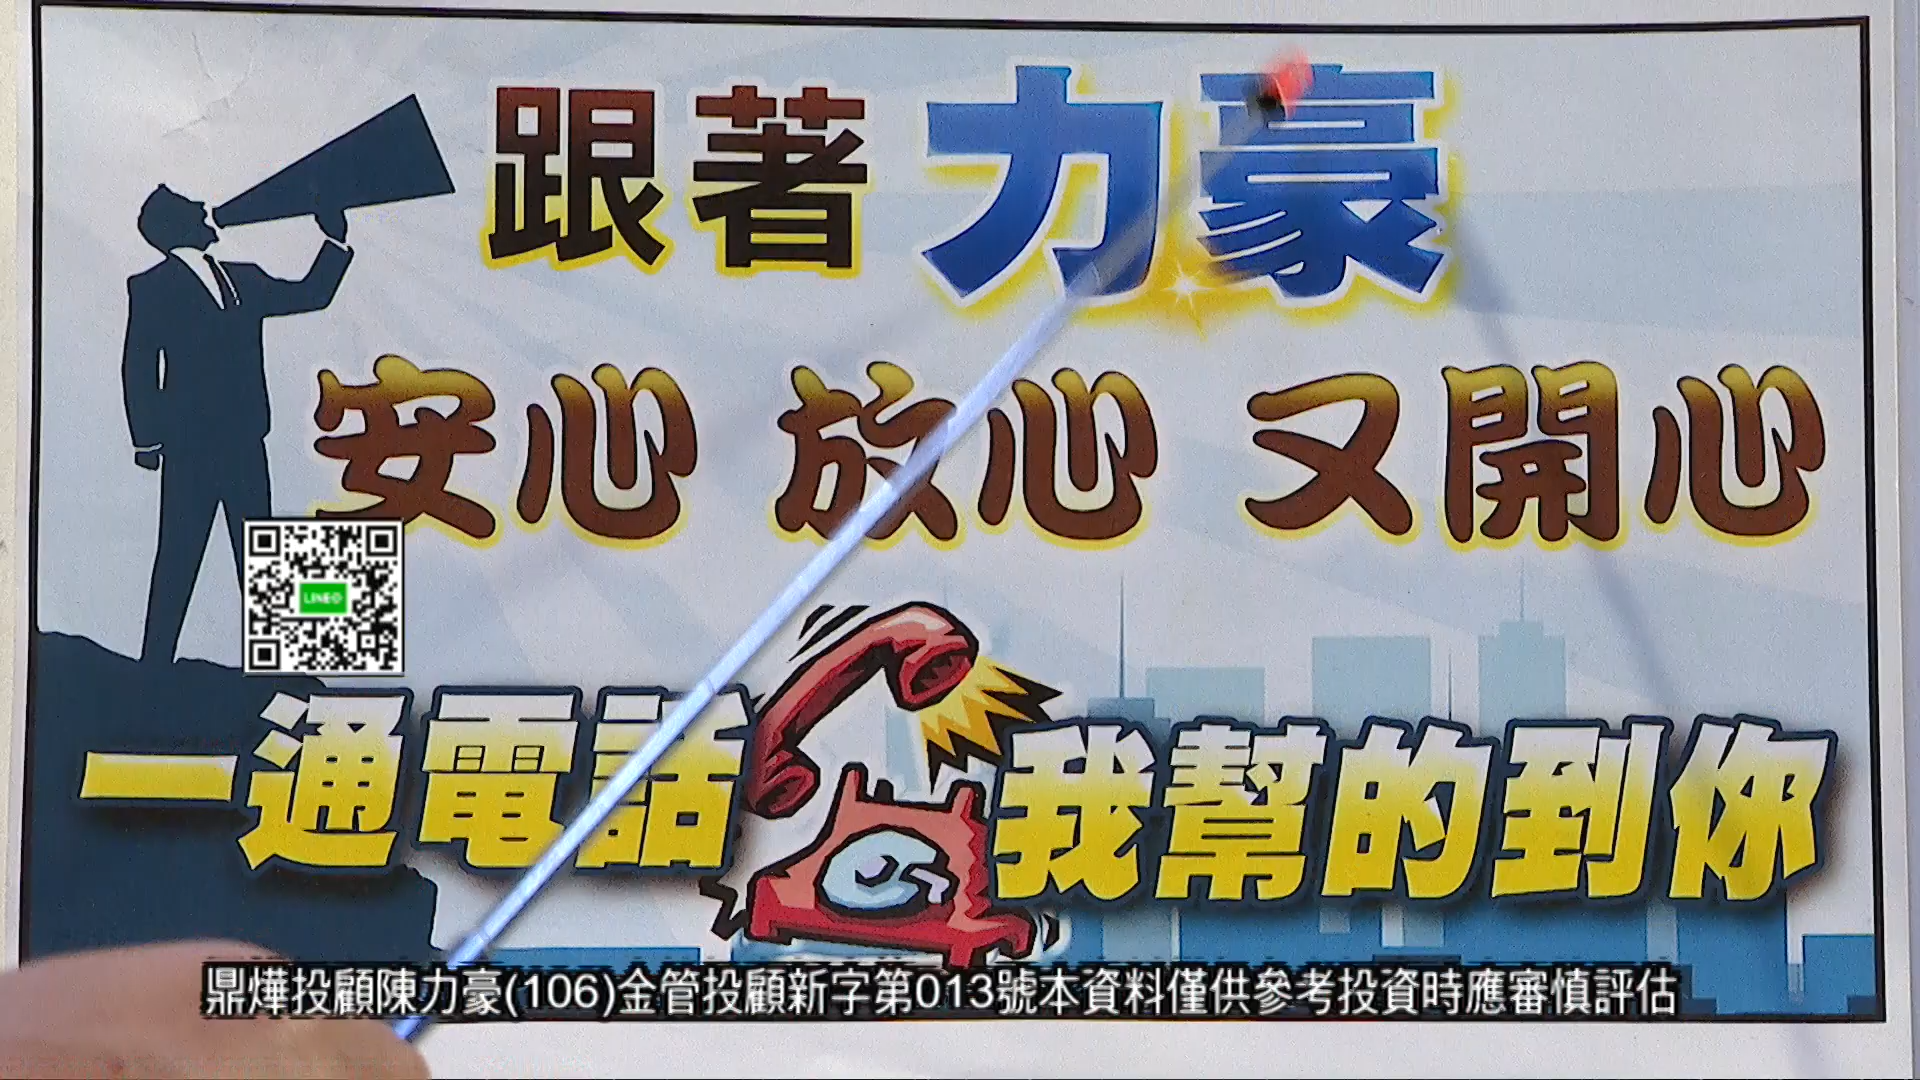 跟著力豪
安心 放心 又開心
LINE@
一通電話 我幫的到你
鼎燁投顧陳力豪(106)金管投顧新字第013號本資料僅供參考投資時應審慎評估